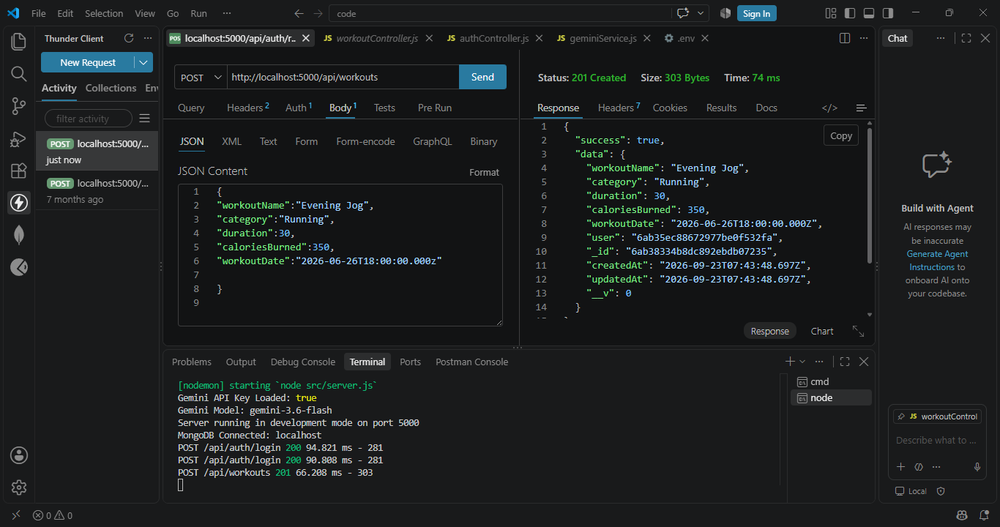 File Edit Selection View Go Run ···
code
Sign In
Thunder Client
New Request
Activity Collections En
filter activity
POST localhost:5000/...
just now
POST localhost:5000/...
7 months ago
POS localhost:5000/api/auth/r..
JS workoutController.js
JS authController.js
JS geminiService.js
.env
POST http://localhost:5000/api/workouts Send
Query Headers 2 Auth 1 Body 1 Tests Pre Run
JSON XML Text Form Form-encode GraphQL Binary
JSON Content Format
1 {
2 "workoutName":"Evening Jog",
3 "category":"Running",
4 "duration":30,
5 "caloriesBurned":350,
6 "workoutDate":"2026-06-26T18:00:00.000z"
7
8 }
9
Status: 201 Created Size: 303 Bytes Time: 74 ms
Response Headers 7 Cookies Results Docs </>
Copy
1 {
2 "success": true,
3 "data": {
4 "workoutName": "Evening Jog",
5 "category": "Running",
6 "duration": 30,
7 "caloriesBurned": 350,
8 "workoutDate": "2026-06-26T18:00:00.000Z",
9 "user": "6ab35ec88672977be0f532fa",
10 "_id": "6ab38334b8dc892ebdb07235",
11 "createdAt": "2026-09-23T07:43:48.697Z",
12 "updatedAt": "2026-09-23T07:43:48.697Z",
13 "__v": 0
14 }
Response Chart
Problems Output Debug Console Terminal Ports Postman Console
[nodemon] starting `node src/server.js`
Gemini API Key Loaded: true
Gemini Model: gemini-3.6-flash
Server running in development mode on port 5000
MongoDB Connected: localhost
POST /api/auth/login 200 94.821 ms - 281
POST /api/auth/login 200 90.808 ms - 281
POST /api/workouts 201 66.208 ms - 303
cmd
node
Chat
Build with Agent
AI responses may
be inaccurate
Generate Agent
Instructions to
onboard AI onto
your codebase.
JS workoutControl
Describe what to ...
Local
0 0